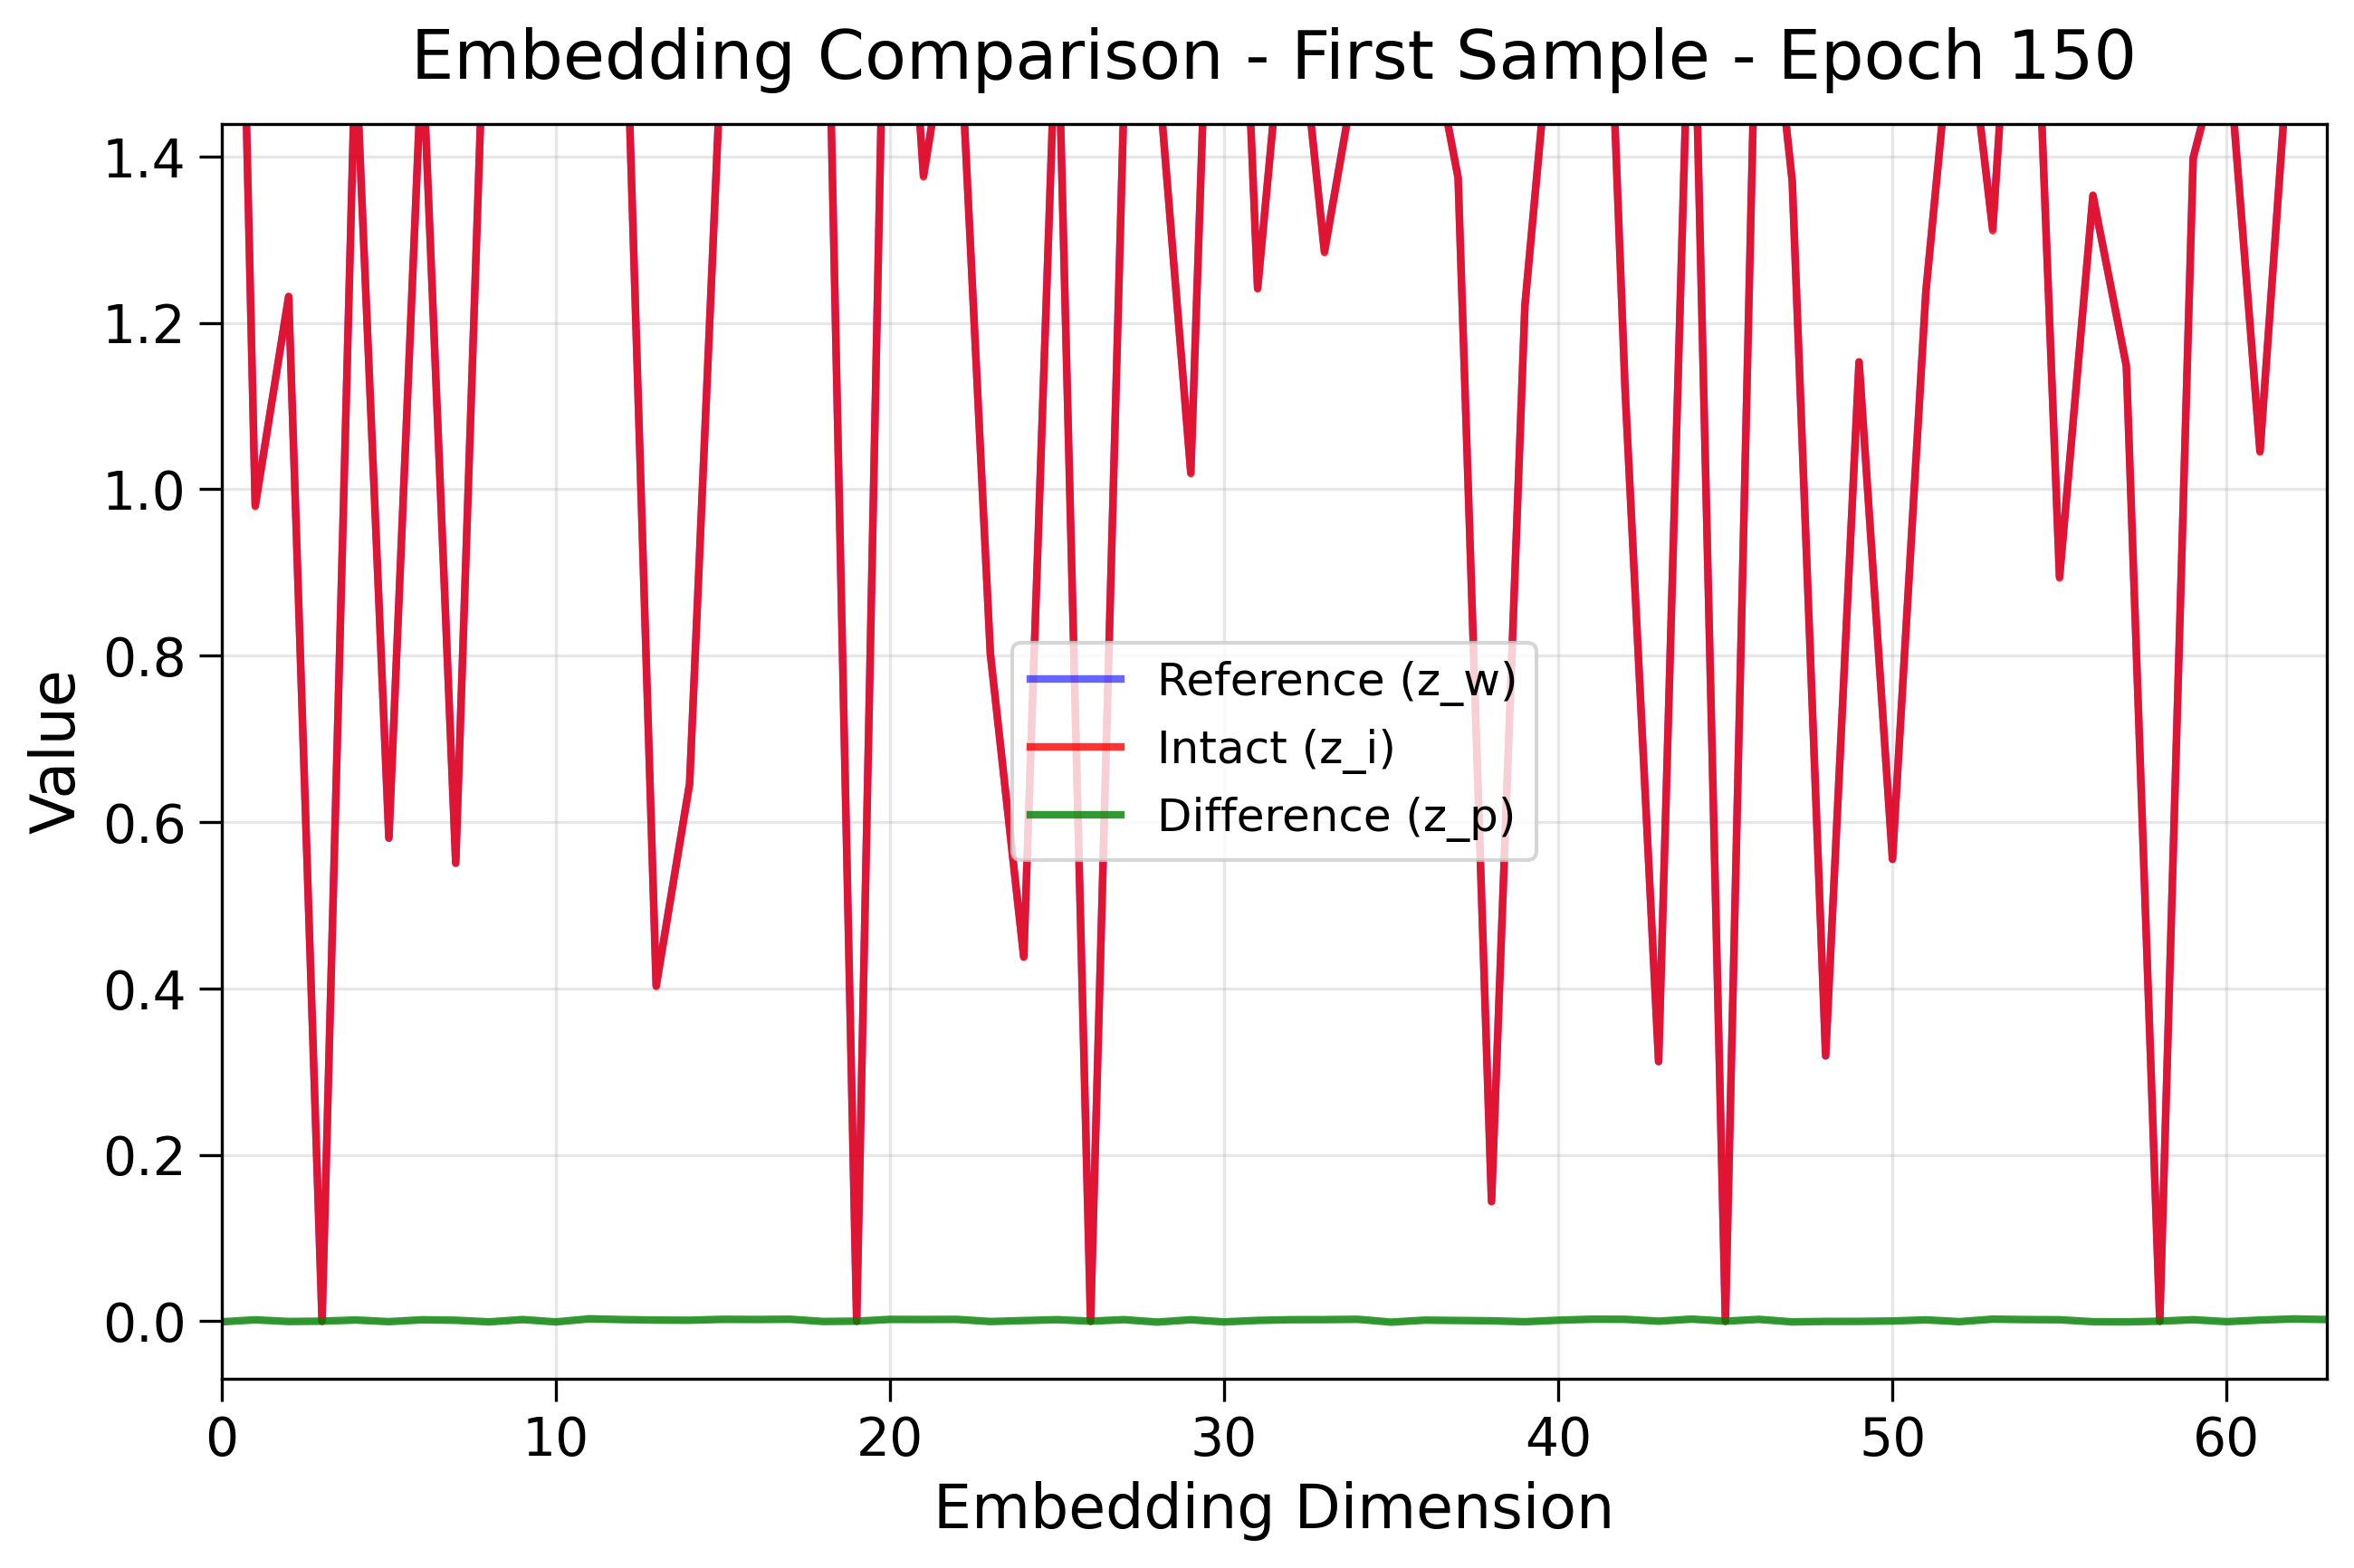 Embedding Comparison - First Sample - Epoch 150
Value
1.4
1.2
1.0
0.8
0.6
0.4
0.2
0.0
Reference (z_w)
Intact (z_i)
Difference (z_p)
0 10 20 30 40 50 60
Embedding Dimension